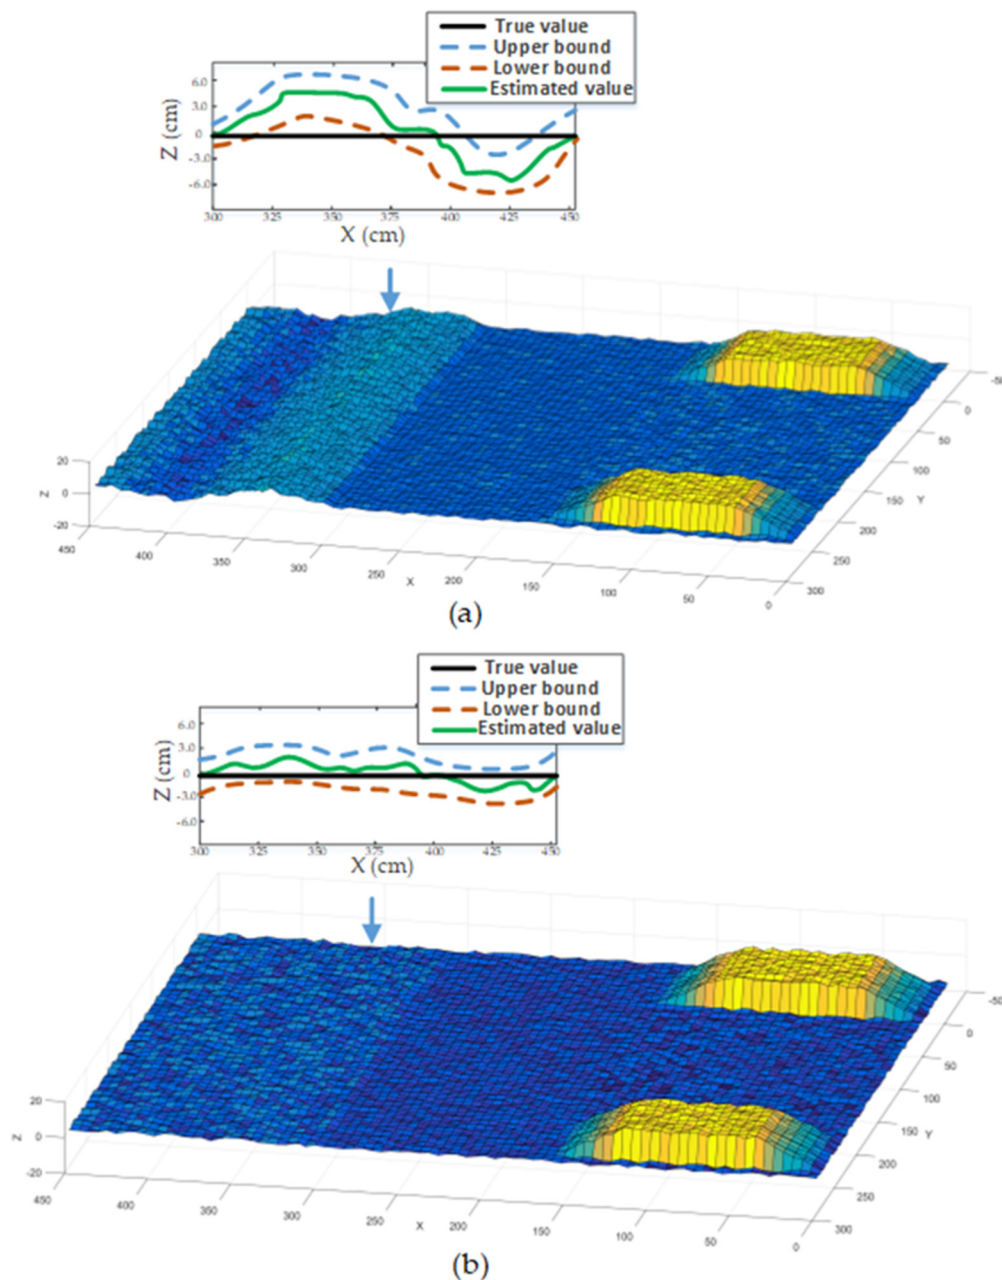 True value
Upper bound
Lower bound
Estimated value
Z (cm)
6.0
3.0
0
-3.0
-6.0
300 325 350 375 400 425 450
X (cm)
20
0
-20
Z
450 400 350 300 250 200 150 100 50 0
X
-50
0
50
100
150
200
250
300
Y
(a)
True value
Upper bound
Lower bound
Estimated value
Z (cm)
6.0
3.0
0
-3.0
-6.0
300 325 350 375 400 425 450
X (cm)
20
0
-20
Z
450 400 350 300 250 200 150 100 50 0
X
-50
0
50
100
150
200
250
300
Y
(b)